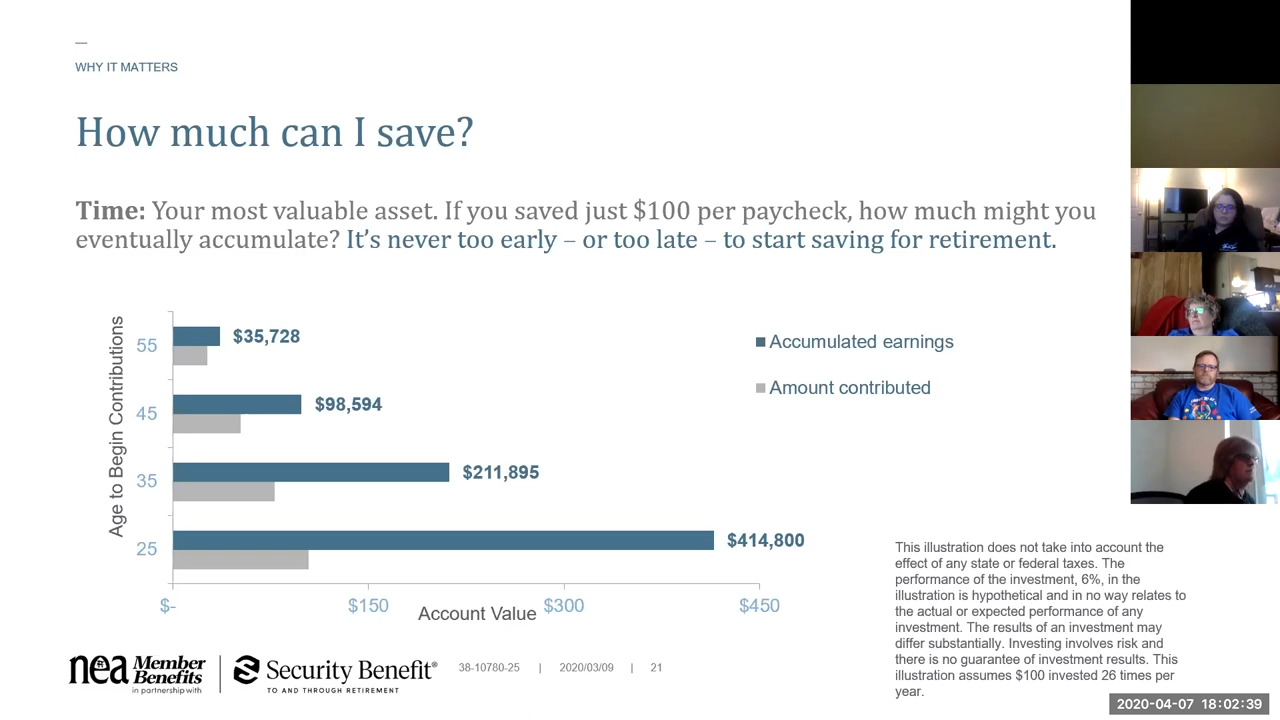 WHY IT MATTERS
How much can I save?
Time: Your most valuable asset. If you saved just $100 per paycheck, how much might you
eventually accumulate? It’s never too early – or too late – to start saving for retirement.
Age to Begin Contributions
55
$35,728
45
$98,594
35
$211,895
25
$414,800
Accumulated earnings
Amount contributed
$-
$150
$300
$450
Account Value
This illustration does not take into account the
effect of any state or federal taxes. The
performance of the investment, 6%, in the
illustration is hypothetical and in no way relates to
the actual or expected performance of any
investment. The results of an investment may
differ substantially. Investing involves risk and
there is no guarantee of investment results. This
illustration assumes $100 invested 26 times per
year.
nea Member
Benefits
in partnership with
Security Benefit®
TO AND THROUGH RETIREMENT
38-10780-25 | 2020/03/09 | 21
2020-04-07 18:02:39